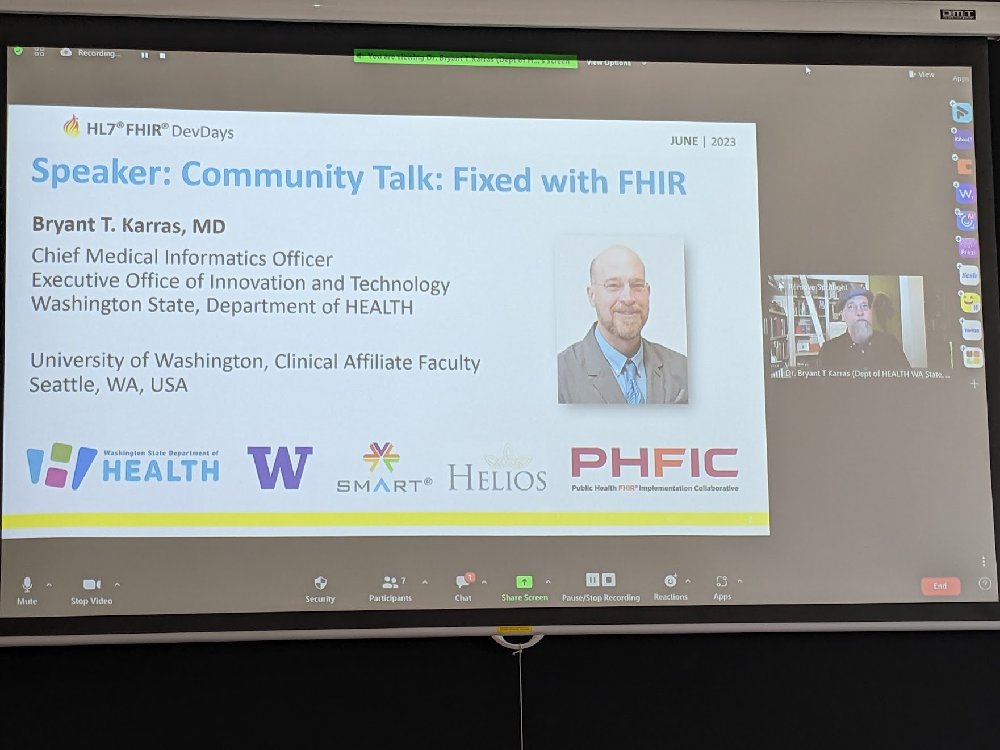 DMT
Recording...
You are viewing Dr. Bryant T Karras (Dept of H...'s screen
View Options
View
Apps
HL7® FHIR® DevDays
JUNE | 2023
Speaker: Community Talk: Fixed with FHIR
Bryant T. Karras, MD
Chief Medical Informatics Officer
Executive Office of Innovation and Technology
Washington State, Department of HEALTH
University of Washington, Clinical Affiliate Faculty
Seattle, WA, USA
Washington State Department of
HEALTH
W
SMART®
HELIOS
PHFIC
Public Health FHIR® Implementation Collaborative
2
Remove Spotlight
Dr. Bryant T Karras (Dept of HEALTH WA State, ...
Kahoot!
W.
AI
Prezi
Sesh
twine
Mute
Stop Video
Security
7
Participants
1
Chat
Share Screen
Pause/Stop Recording
Reactions
Apps
End